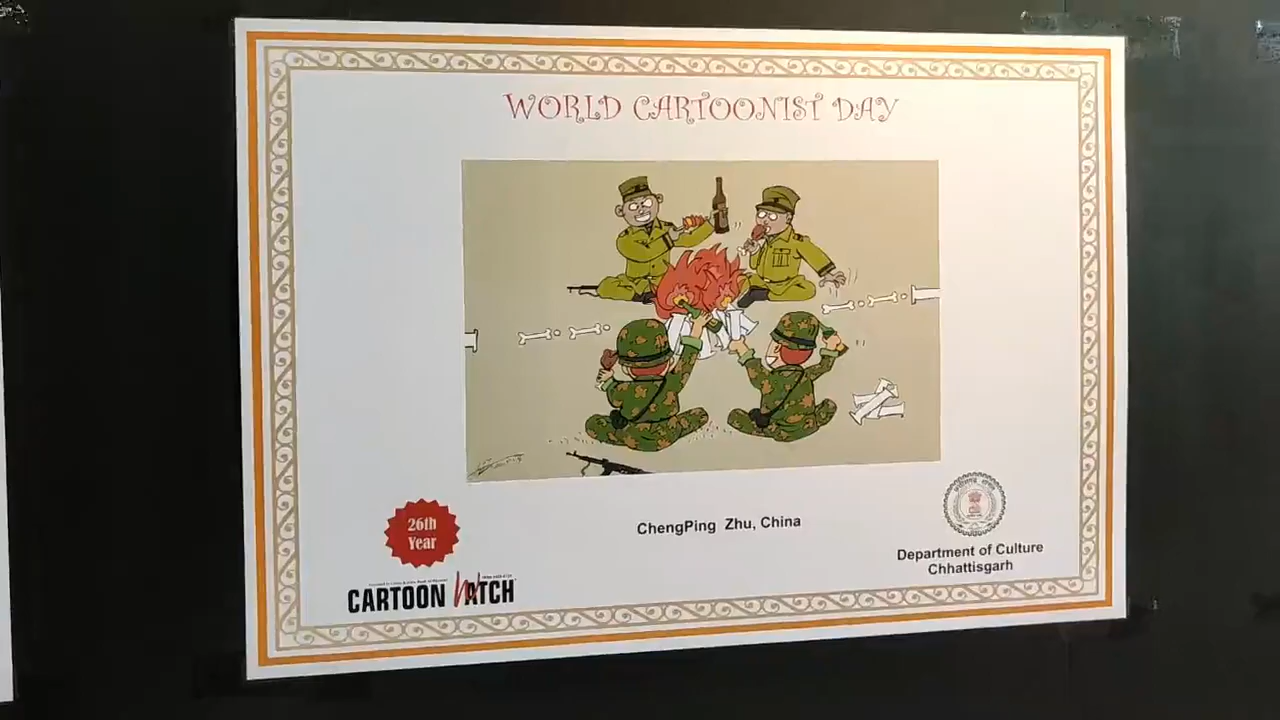 WORLD CARTOONIST DAY
26th
Year
ChengPing Zhu, China
CARTOON WATCH
Department of Culture
Chhattisgarh